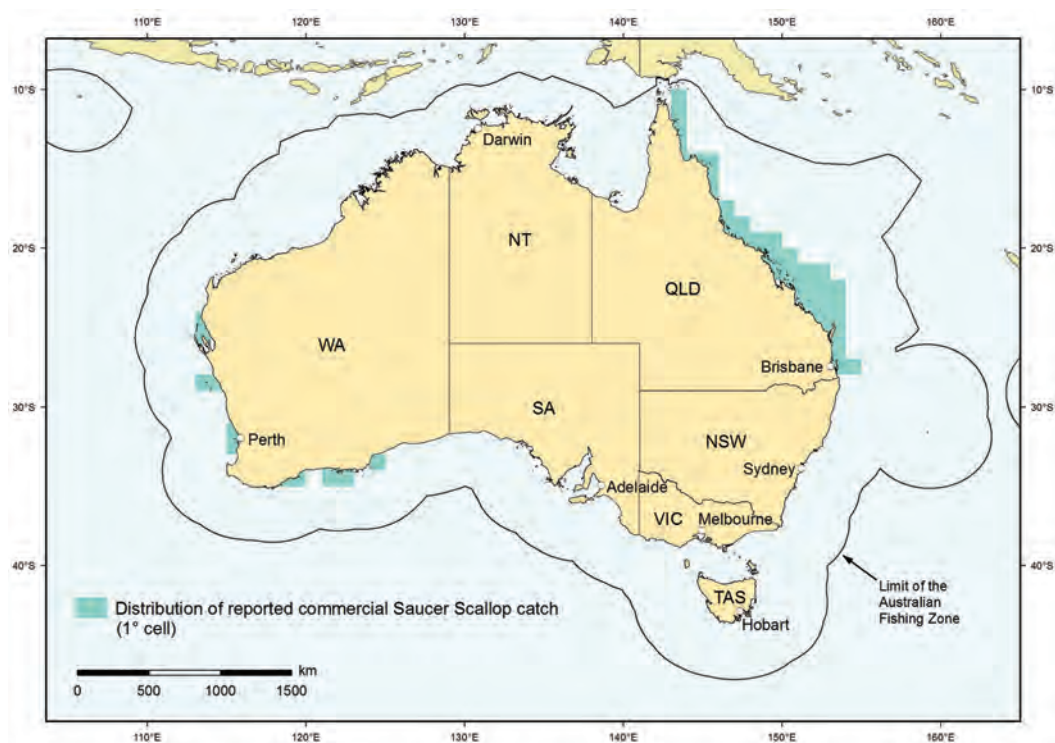 110°E 120°E 130°E 140°E 150°E 160°E
10°S 10°S
Darwin
NT
20°S 20°S
QLD
WA
Brisbane
30°S 30°S
SA
Perth
NSW
Sydney
Adelaide
VIC Melbourne
40°S 40°S
Limit of the
Australian
Fishing Zone
TAS
Hobart
Distribution of reported commercial Saucer Scallop catch
(1° cell)
km
0 500 1000 1500
110°E 120°E 130°E 140°E 150°E 160°E